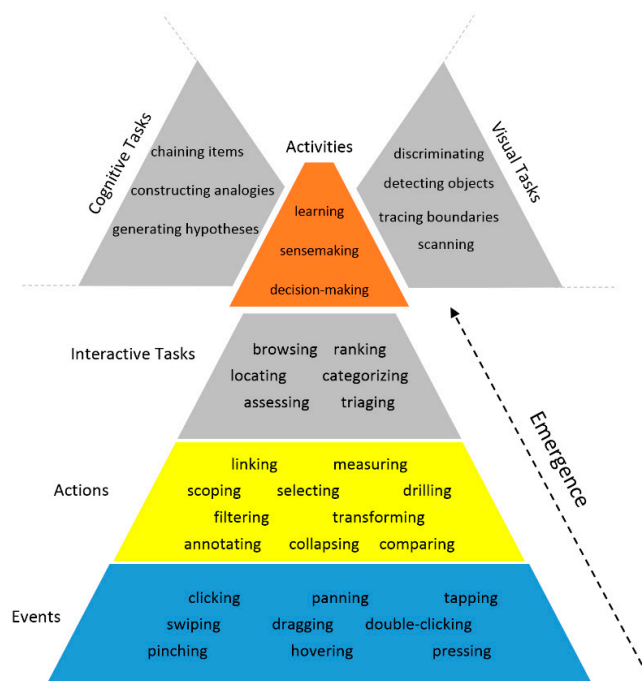 Cognitive Tasks
chaining items
constructing analogies
generating hypotheses
Activities
learning
sensemaking
decision-making
Visual Tasks
discriminating
detecting objects
tracing boundaries
scanning
Interactive Tasks
browsing ranking
locating categorizing
assessing triaging
Actions
linking measuring
scoping selecting drilling
filtering transforming
annotating collapsing comparing
Events
clicking panning tapping
swiping dragging double-clicking
pinching hovering pressing
Emergence